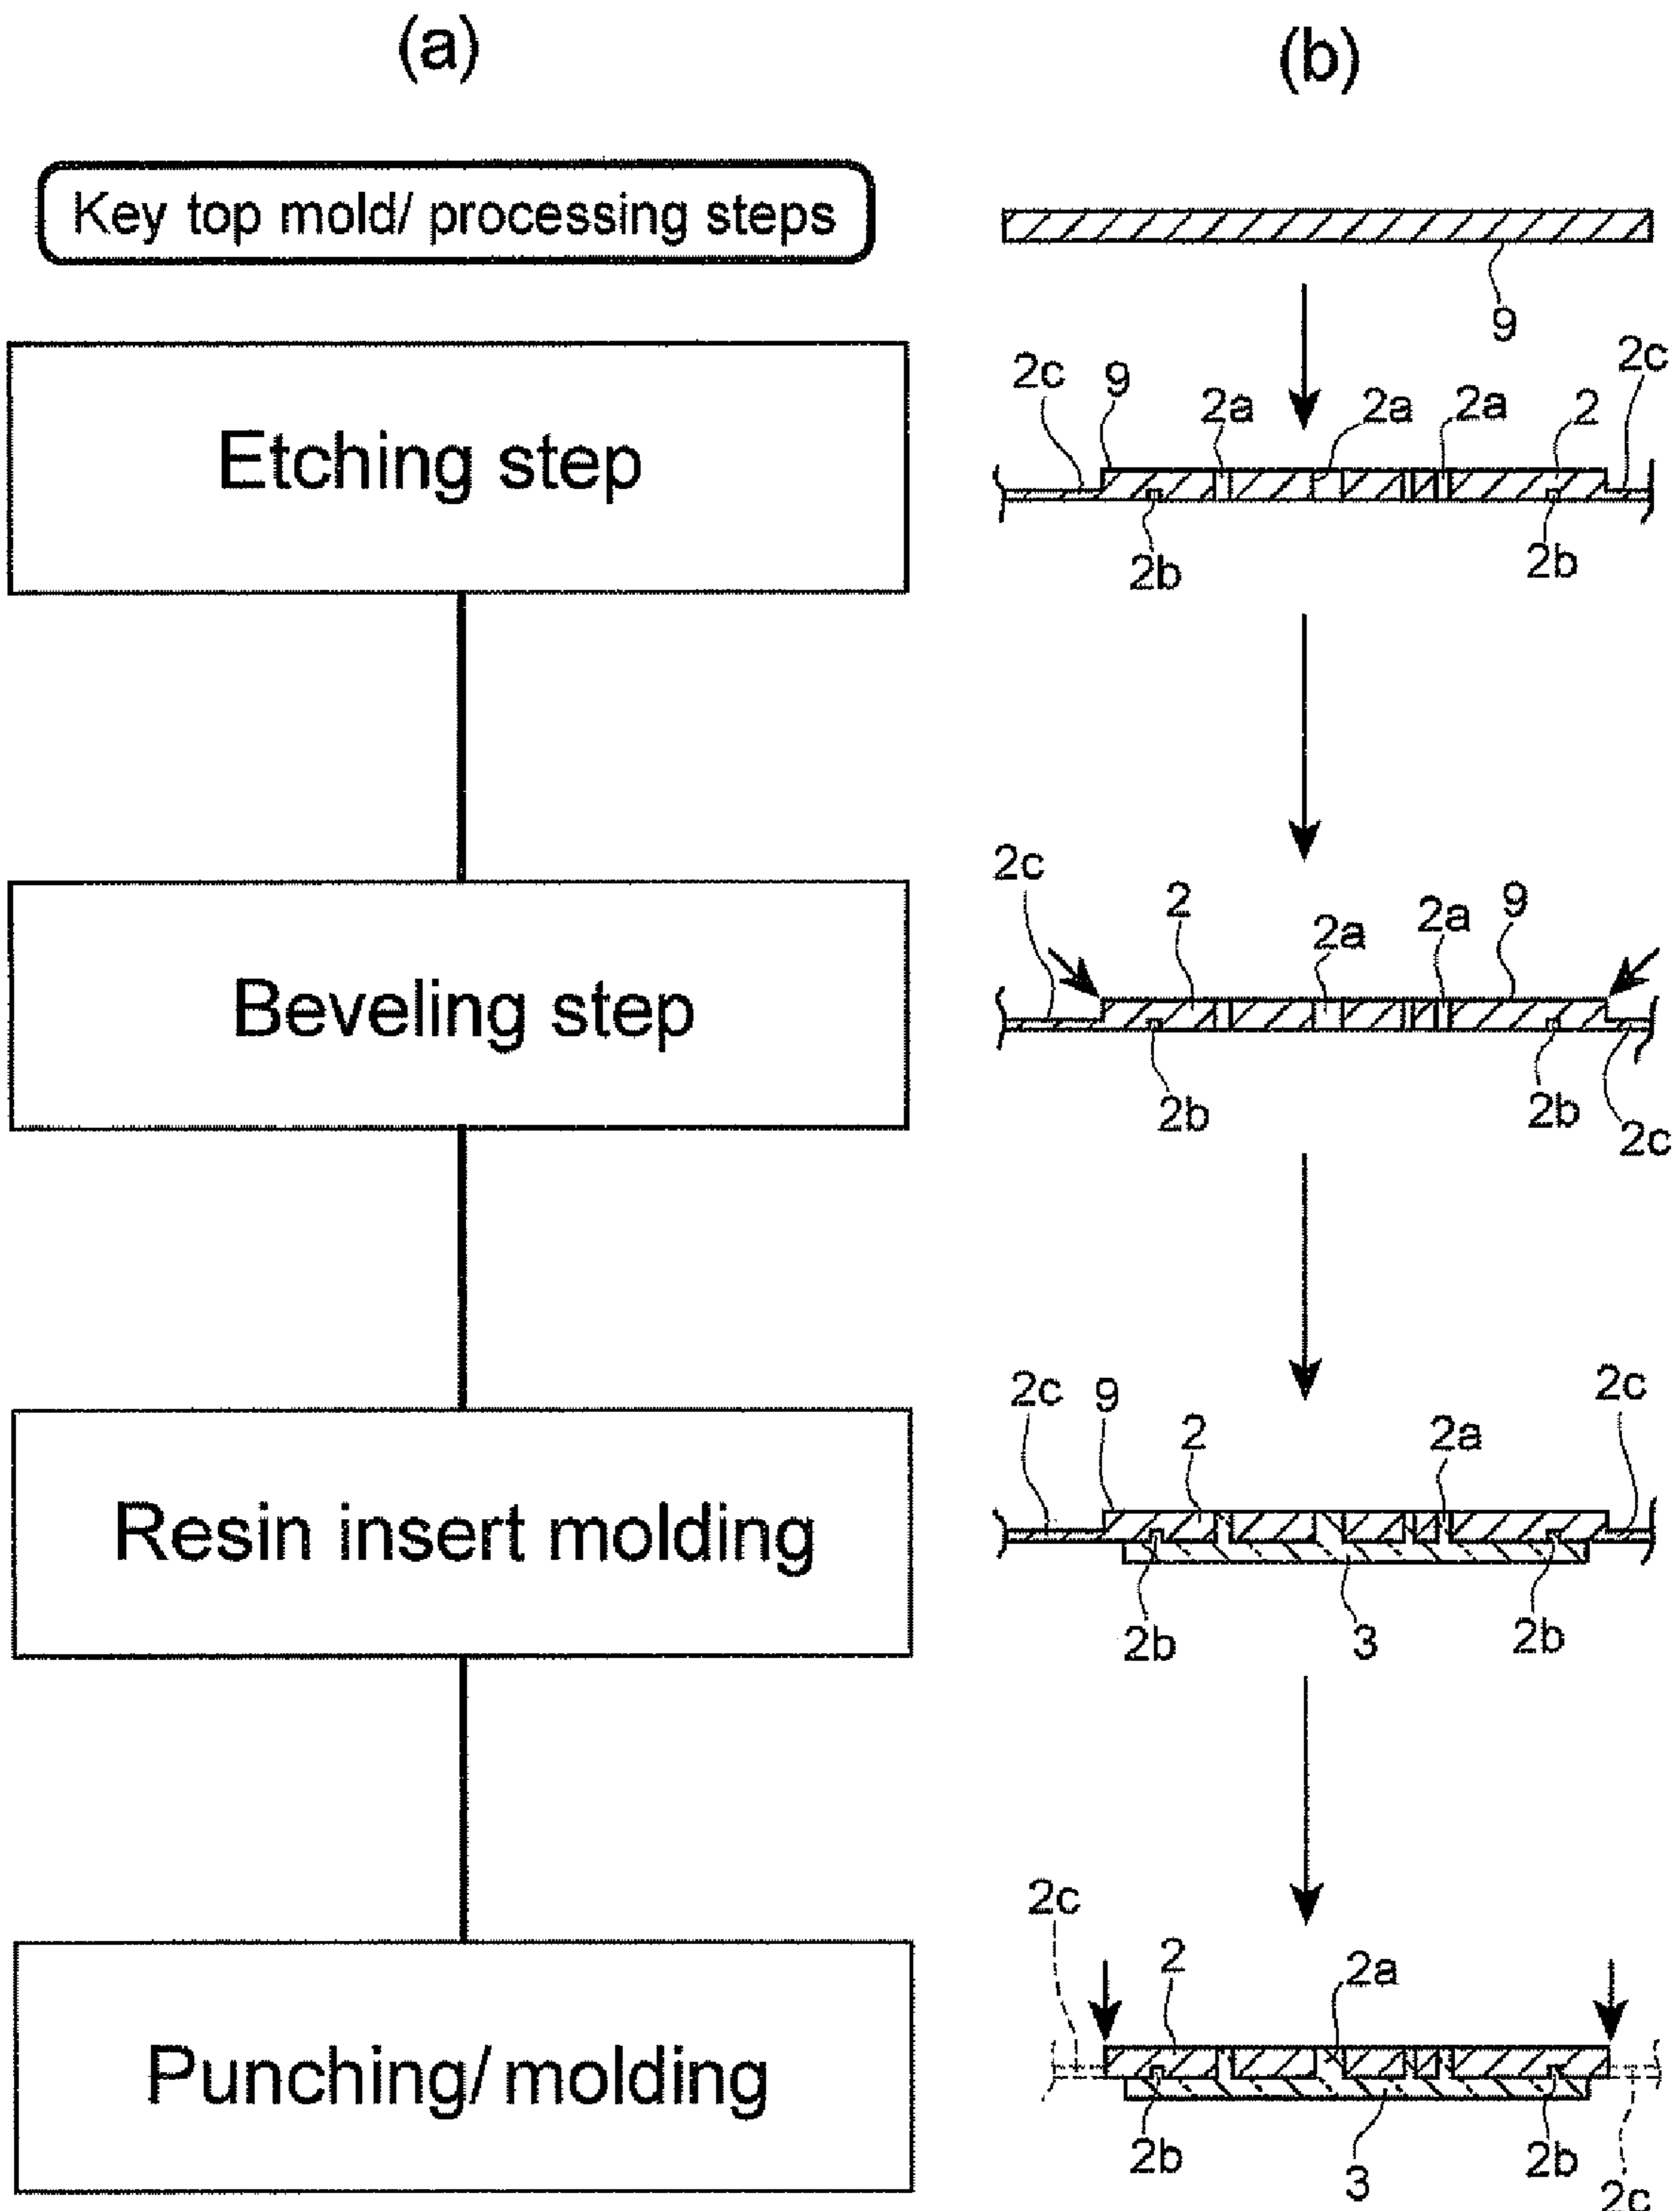 (a)
(b)
Key top mold/ processing steps
9
Etching step
2c
9
2a
2a
2a
2
2c
2b
2b
Beveling step
2c
2
2a
2a
9
2b
2b
2c
Resin insert molding
2c
9
2
2a
2c
2b
3
2b
Punching/ molding
2c
2
2a
2b
3
2b
2c